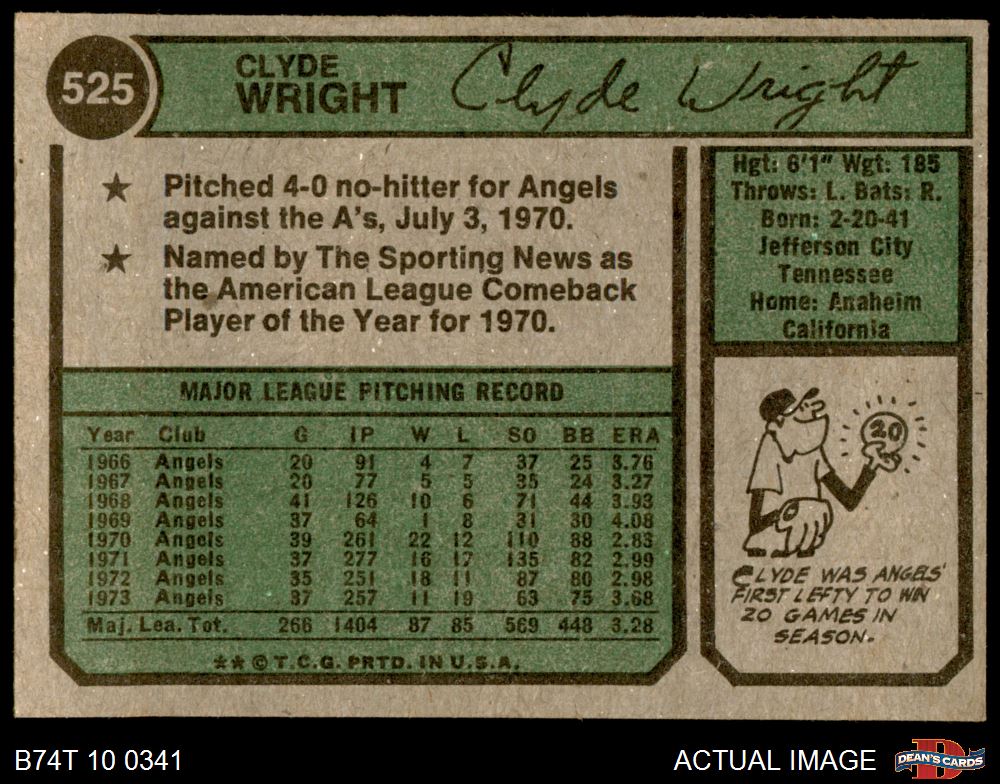 525
CLYDE
WRIGHT
Clyde Wright
★ Pitched 4-0 no-hitter for Angels
against the A's, July 3, 1970.
★ Named by The Sporting News as
the American League Comeback
Player of the Year for 1970.
Hgt: 6'1" Wgt: 185
Throws: L. Bats: R.
Born: 2-20-41
Jefferson City
Tennessee
Home: Anaheim
California
MAJOR LEAGUE PITCHING RECORD
Year Club G IP W L SO BB ERA
1966 Angels 20 91 4 7 37 25 3.76
1967 Angels 20 77 5 5 35 24 3.27
1968 Angels 41 126 10 6 71 44 3.93
1969 Angels 37 64 1 8 31 30 4.08
1970 Angels 39 261 22 12 110 88 2.83
1971 Angels 37 277 16 17 135 82 2.99
1972 Angels 35 251 18 11 87 80 2.98
1973 Angels 37 257 11 19 63 75 3.68
Maj. Lea. Tot. 266 1404 87 85 569 448 3.28
★★ © T.C.G. PRTD. IN U.S.A.
20
CLYDE WAS ANGELS'
FIRST LEFTY TO WIN
20 GAMES IN
SEASON.
B74T 10 0341
ACTUAL IMAGE
DEAN'S CARDS